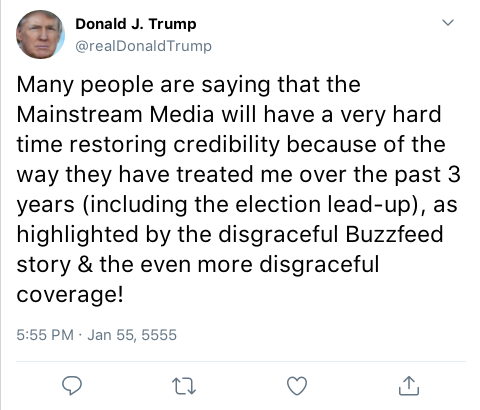 Donald J. Trump
@realDonaldTrump
Many people are saying that the
Mainstream Media will have a very hard
time restoring credibility because of the
way they have treated me over the past 3
years (including the election lead-up), as
highlighted by the disgraceful Buzzfeed
story & the even more disgraceful
coverage!
5:55 PM · Jan 55, 5555